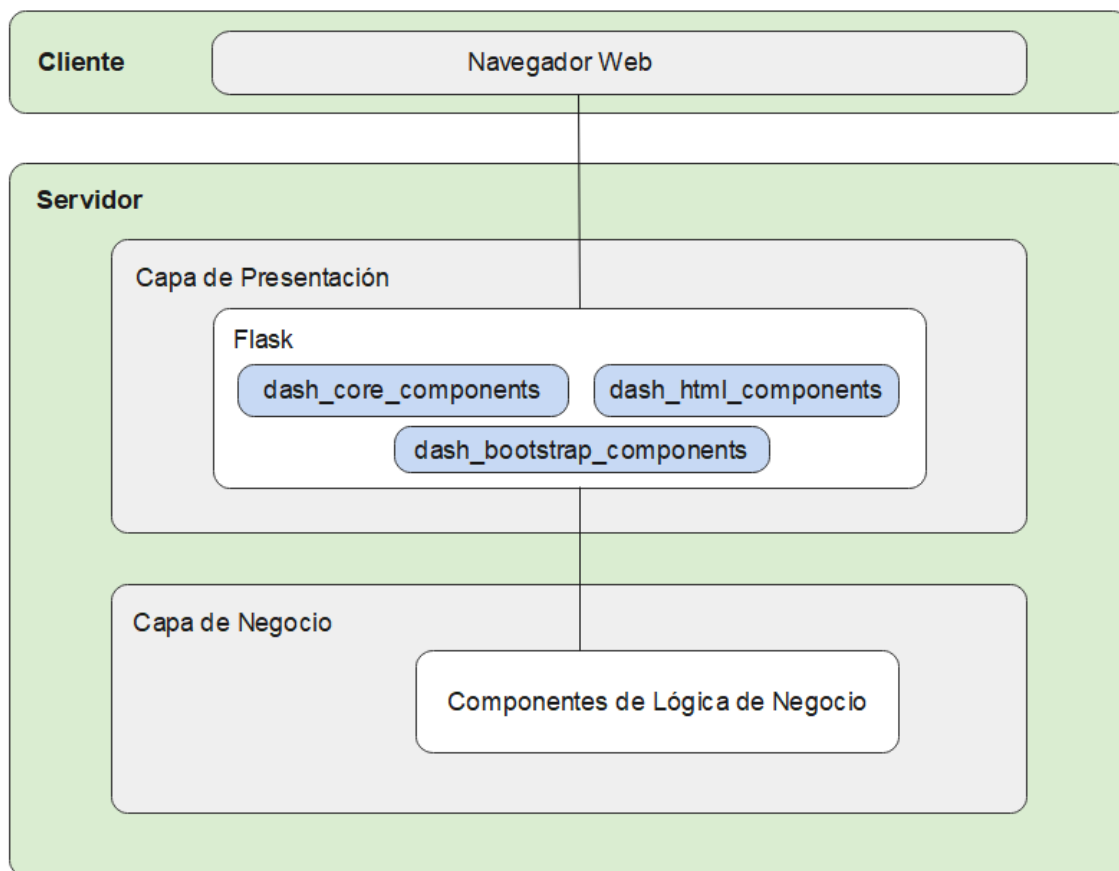 Cliente
Navegador Web
Servidor
Capa de Presentación
Flask
dash_core_components
dash_html_components
dash_bootstrap_components
Capa de Negocio
Componentes de Lógica de Negocio